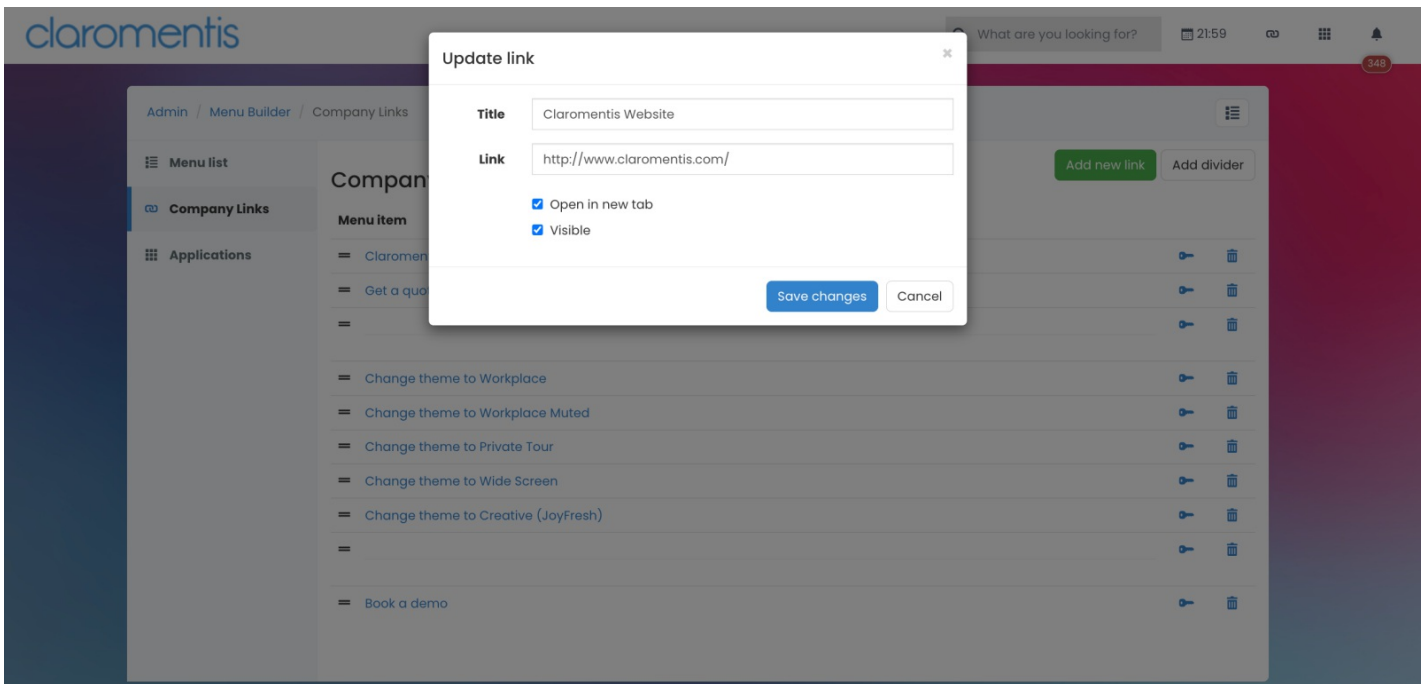 claromentis
What are you looking for?
21:59
348
Update link
×
Title
Claromentis Website
Link
http://www.claromentis.com/
Open in new tab
Visible
Save changes
Cancel
Admin / Menu Builder / Company Links
Menu list
Company Links
Applications
Compan
Add new link
Add divider
Menu item
Claromen
Get a quo
Change theme to Workplace
Change theme to Workplace Muted
Change theme to Private Tour
Change theme to Wide Screen
Change theme to Creative (JoyFresh)
Book a demo